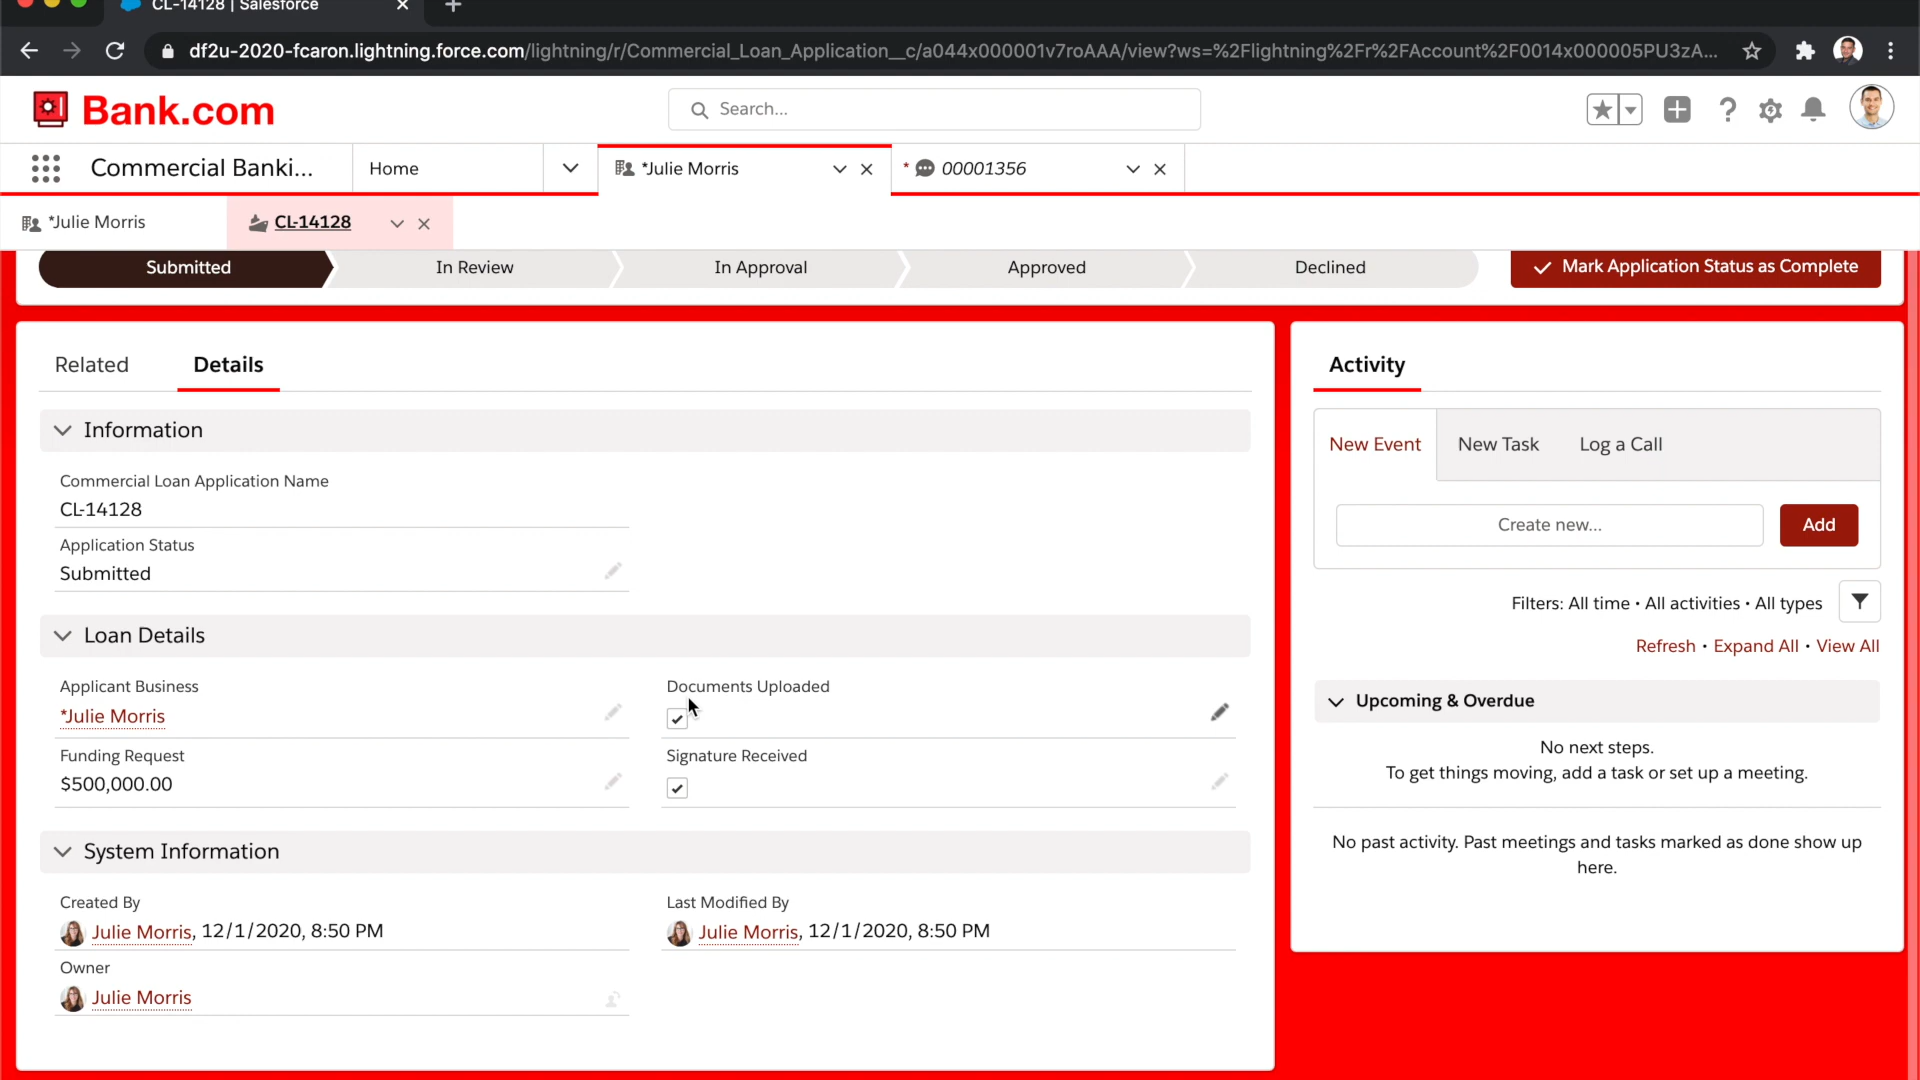 CL-14128 | Salesforce
df2u-2020-fcaron.lightning.force.com/lightning/r/Commercial_Loan_Application__c/a044x000001v7roAAA/view?ws=%2Flightning%2Fr%2FAccount%2F0014x000005PU3zA...
Bank.com
Search...
Commercial Banki...
Home
*Julie Morris
* 00001356
*Julie Morris
CL-14128
Submitted
In Review
In Approval
Approved
Declined
Mark Application Status as Complete
Related
Details
Information
Commercial Loan Application Name
CL-14128
Application Status
Submitted
Loan Details
Applicant Business
*Julie Morris
Documents Uploaded
Funding Request
$500,000.00
Signature Received
System Information
Created By
Julie Morris, 12/1/2020, 8:50 PM
Last Modified By
Julie Morris, 12/1/2020, 8:50 PM
Owner
Julie Morris
Activity
New Event
New Task
Log a Call
Create new...
Add
Filters: All time • All activities • All types
Refresh • Expand All • View All
Upcoming & Overdue
No next steps.
To get things moving, add a task or set up a meeting.
No past activity. Past meetings and tasks marked as done show up
here.